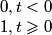 0, t < 0
1, t ⩾ 0